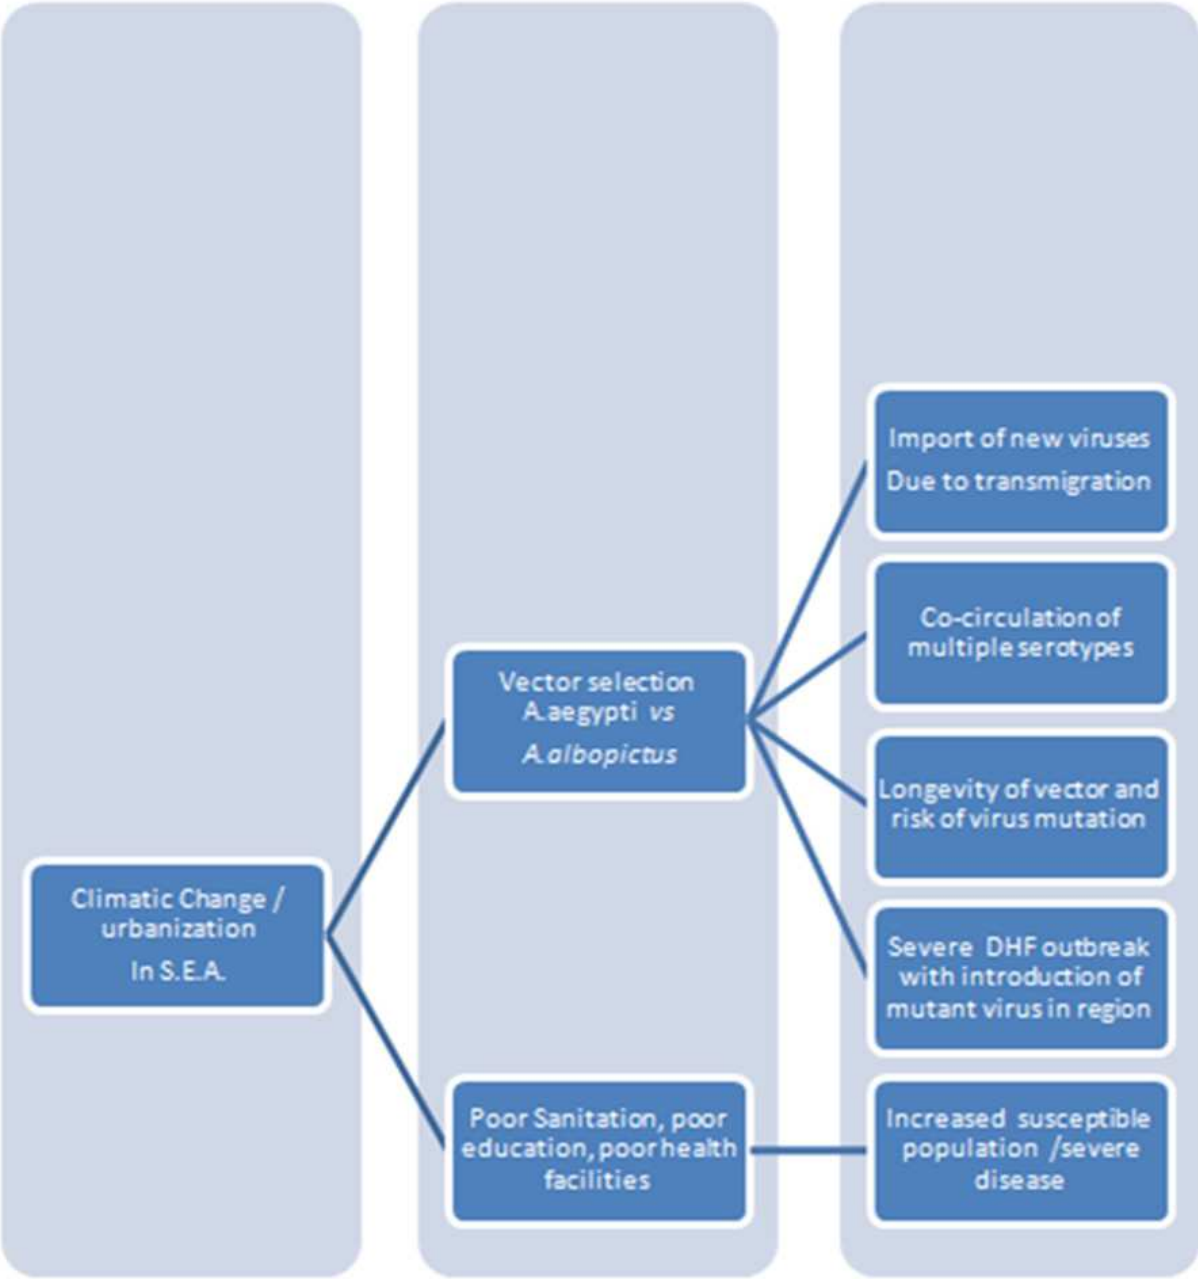 Climatic Change /
urbanization
In S.E.A.
Vector selection
A.aegypti vs
A.albopictus
Poor Sanitation, poor
education, poor health
facilities
Import of new viruses
Due to transmigration
Co-circulation of
multiple serotypes
Longevity of vector and
risk of virus mutation
Severe DHF outbreak
with introduction of
mutant virus in region
Increased susceptible
population /severe
disease